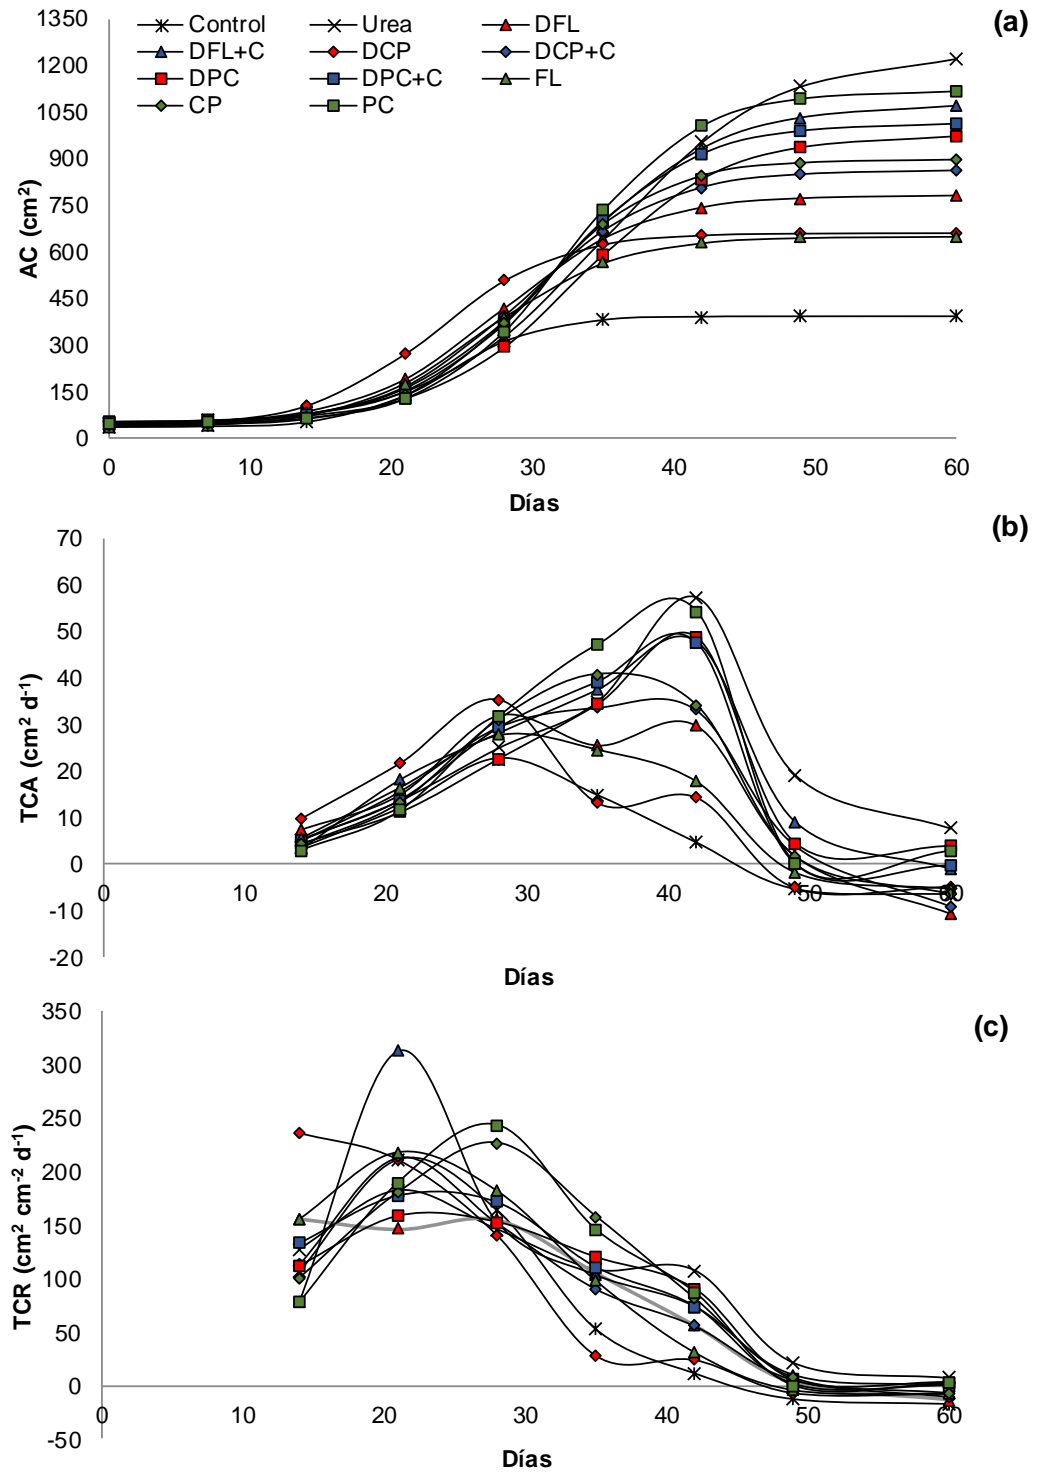 (a)
1350
1200
1050
900
750
600
450
300
150
0
AC (cm²)
Control Urea DFL
DFL+C DCP DCP+C
DPC DPC+C FL
CP PC
0 10 20 30 40 50 60
Días
(b)
70
60
50
40
30
20
10
0
-10
-20
TCA (cm² d⁻¹)
0 10 20 30 40 50 60
Días
(c)
350
300
250
200
150
100
50
0
-50
TCR (cm² cm⁻² d⁻¹)
0 10 20 30 40 50 60
Días